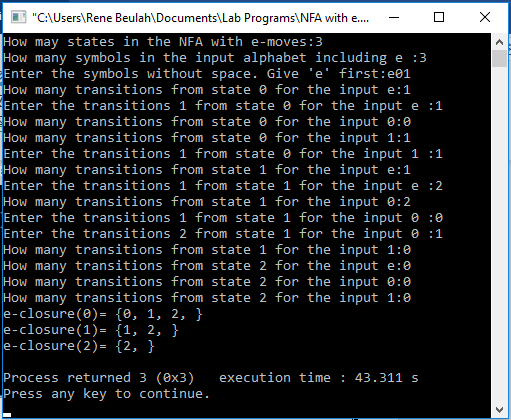 "C:\Users\Rene Beulah\Documents\Lab Programs\NFA with e-....
How may states in the NFA with e-moves:3
How many symbols in the input alphabet including e :3
Enter the symbols without space. Give 'e' first:e01
How many transitions from state 0 for the input e:1
Enter the transitions 1 from state 0 for the input e :1
How many transitions from state 0 for the input 0:0
How many transitions from state 0 for the input 1:1
Enter the transitions 1 from state 0 for the input 1 :1
How many transitions from state 1 for the input e:1
Enter the transitions 1 from state 1 for the input e :2
How many transitions from state 1 for the input 0:2
Enter the transitions 1 from state 1 for the input 0 :0
Enter the transitions 2 from state 1 for the input 0 :1
How many transitions from state 1 for the input 1:0
How many transitions from state 2 for the input e:0
How many transitions from state 2 for the input 0:0
How many transitions from state 2 for the input 1:0
e-closure(0)= {0, 1, 2, }
e-closure(1)= {1, 2, }
e-closure(2)= {2, }
Process returned 3 (0x3)   execution time : 43.311 s
Press any key to continue.